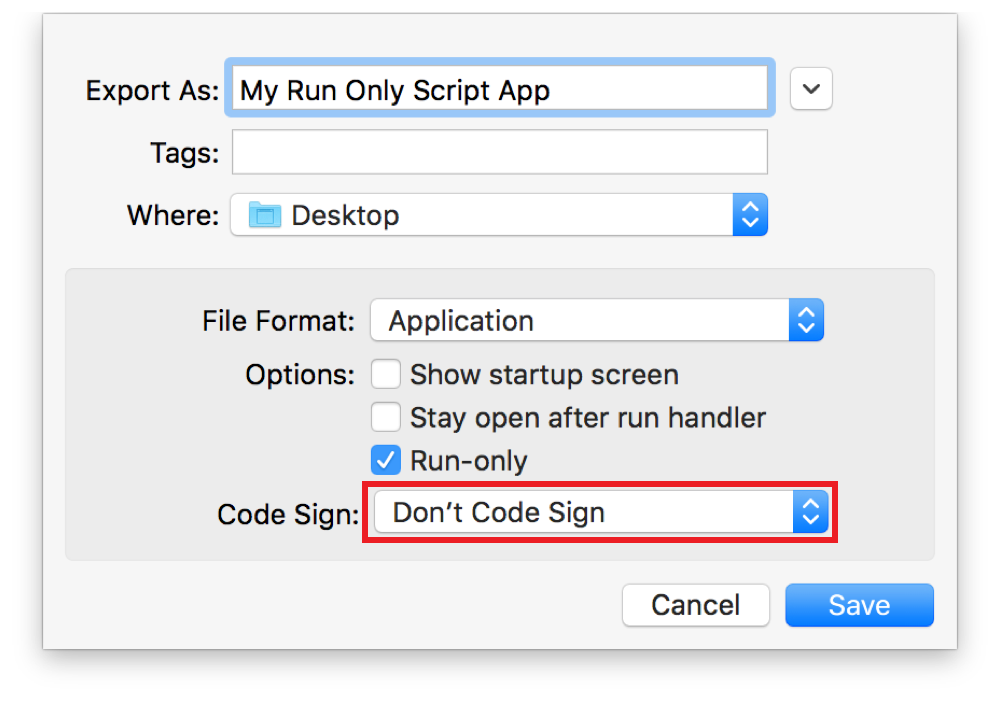 Export As: My Run Only Script App
Tags:
Where: Desktop
File Format: Application
Options: Show startup screen
Stay open after run handler
Run-only
Code Sign: Don’t Code Sign
Cancel Save